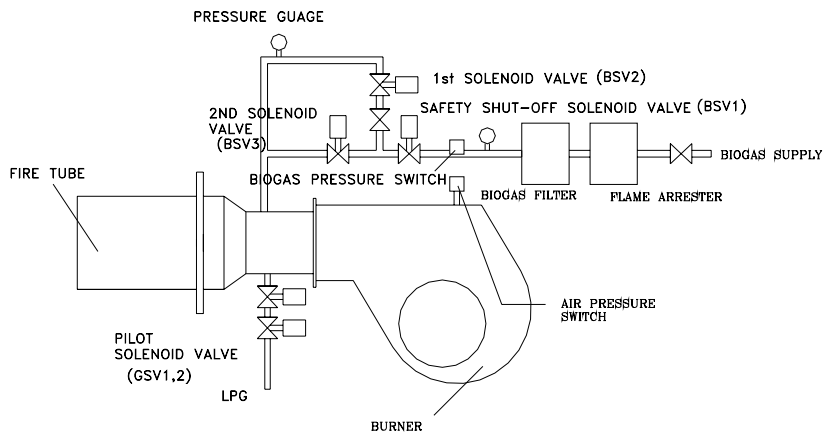 PRESSURE GUAGE
1st SOLENOID VALVE (BSV2)
2ND SOLENOID
VALVE
(BSV3)
SAFETY SHUT-OFF SOLENOID VALVE (BSV1)
BIOGAS SUPPLY
FIRE TUBE
BIOGAS PRESSURE SWITCH
BIOGAS FILTER
FLAME ARRESTER
AIR PRESSURE
SWITCH
PILOT
SOLENOID VALVE
(GSV1,2)
LPG
BURNER